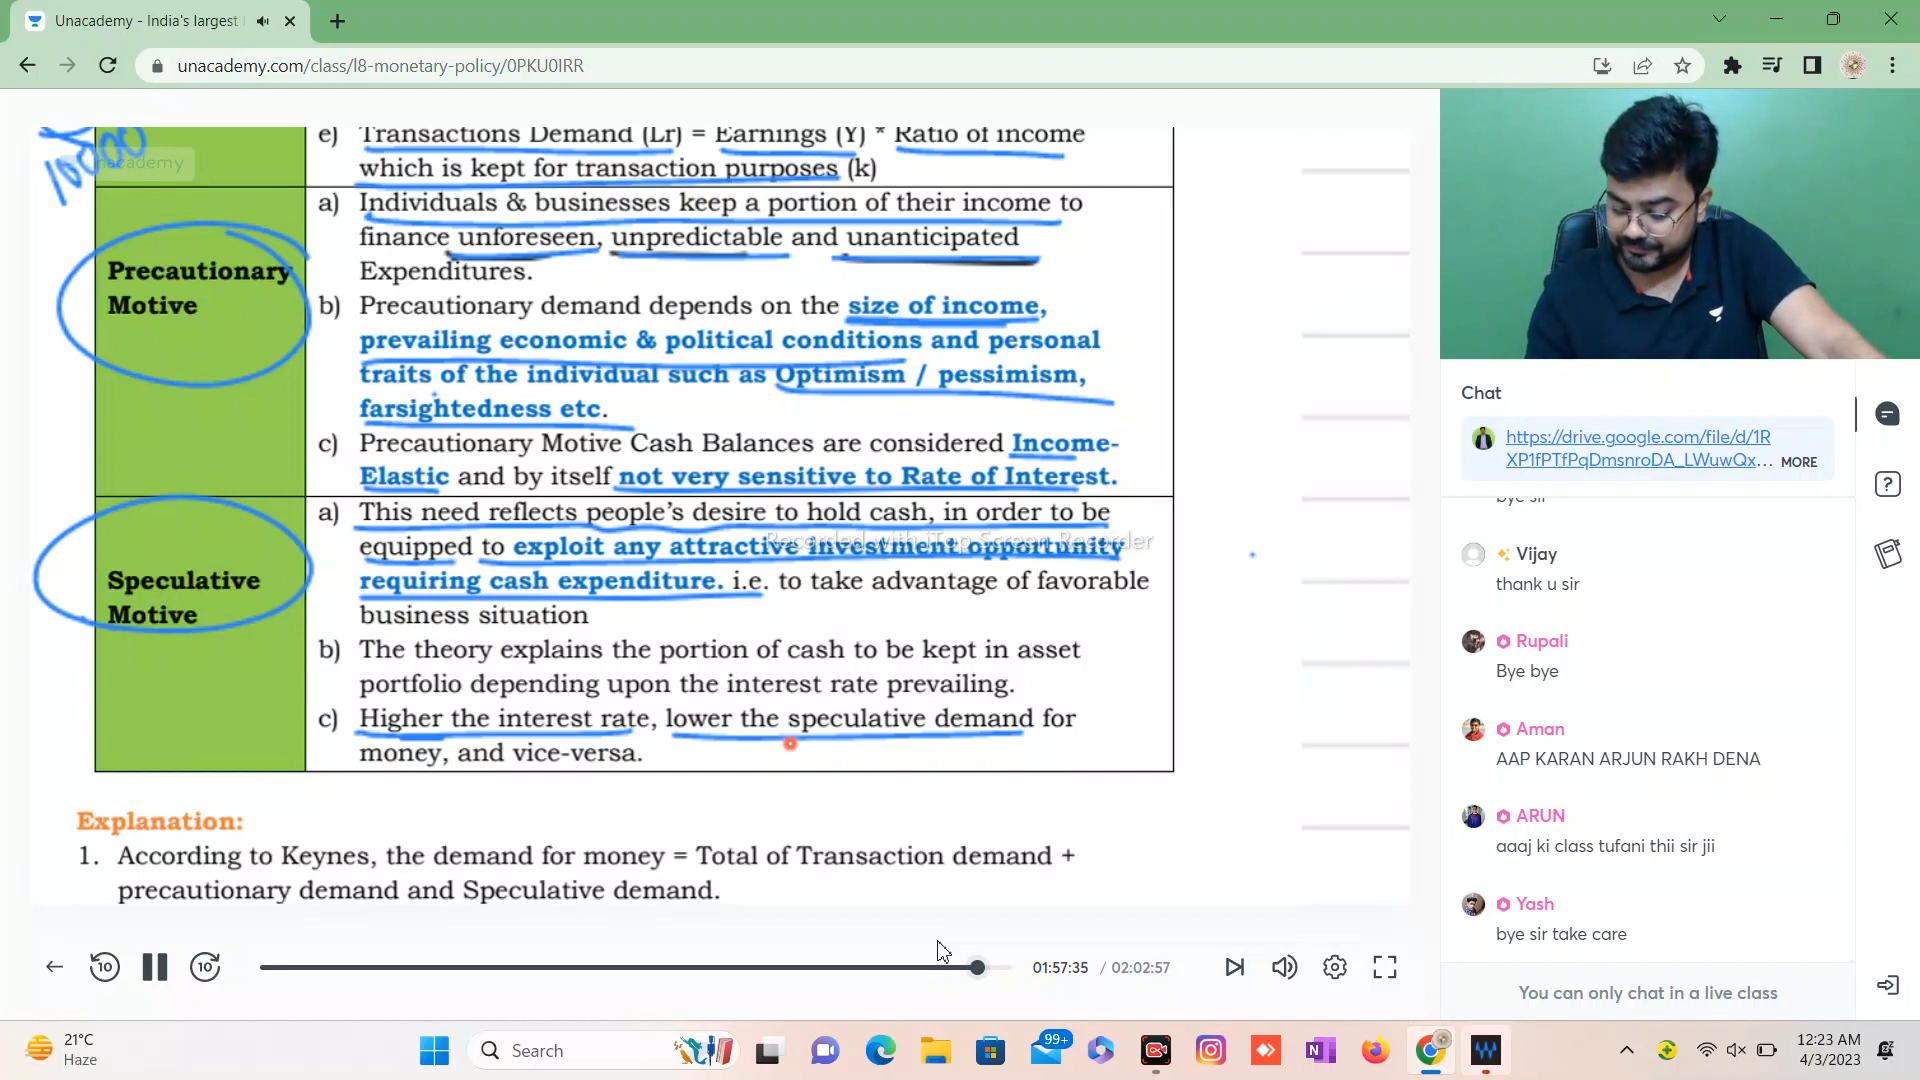 Unacademy - India's largest
unacademy.com/class/l8-monetary-policy/0PKU0IRR
10000
unacademy
e) Transactions Demand (Lr) = Earnings (Y) * Ratio of income
which is kept for transaction purposes (k)
Precautionary
Motive
a) Individuals & businesses keep a portion of their income to
finance unforeseen, unpredictable and unanticipated
Expenditures.
b) Precautionary demand depends on the size of income,
prevailing economic & political conditions and personal
traits of the individual such as Optimism / pessimism,
farsightedness etc.
c) Precautionary Motive Cash Balances are considered Income-
Elastic and by itself not very sensitive to Rate of Interest.
Speculative
Motive
a) This need reflects people's desire to hold cash, in order to be
equipped to exploit any attractive investment opportunity
requiring cash expenditure. i.e. to take advantage of favorable
business situation
b) The theory explains the portion of cash to be kept in asset
portfolio depending upon the interest rate prevailing.
c) Higher the interest rate, lower the speculative demand for
money, and vice-versa.
Recorded with iTop Screen Recorder
Explanation:
1. According to Keynes, the demand for money = Total of Transaction demand +
precautionary demand and Speculative demand.
10
10
01:57:35 / 02:02:57
Chat
https://drive.google.com/file/d/1R
XP1fPTfPqDmsnroDA_LWuwQx... MORE
bye sir
Vijay
thank u sir
Rupali
Bye bye
Aman
AAP KARAN ARJUN RAKH DENA
ARUN
aaaj ki class tufani thii sir jii
Yash
bye sir take care
You can only chat in a live class
21°C
Haze
Search
99+
12:23 AM
4/3/2023